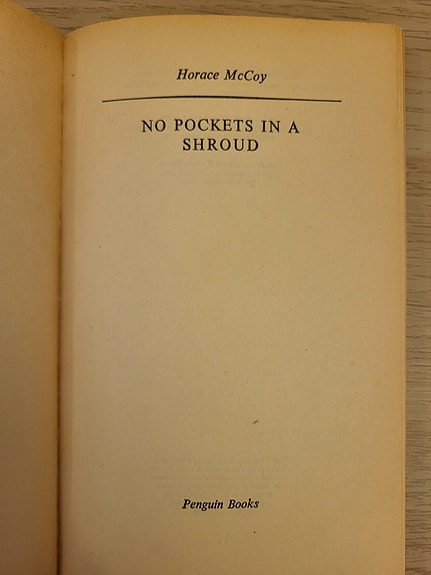 Horace McCoy
NO POCKETS IN A
SHROUD
Penguin Books